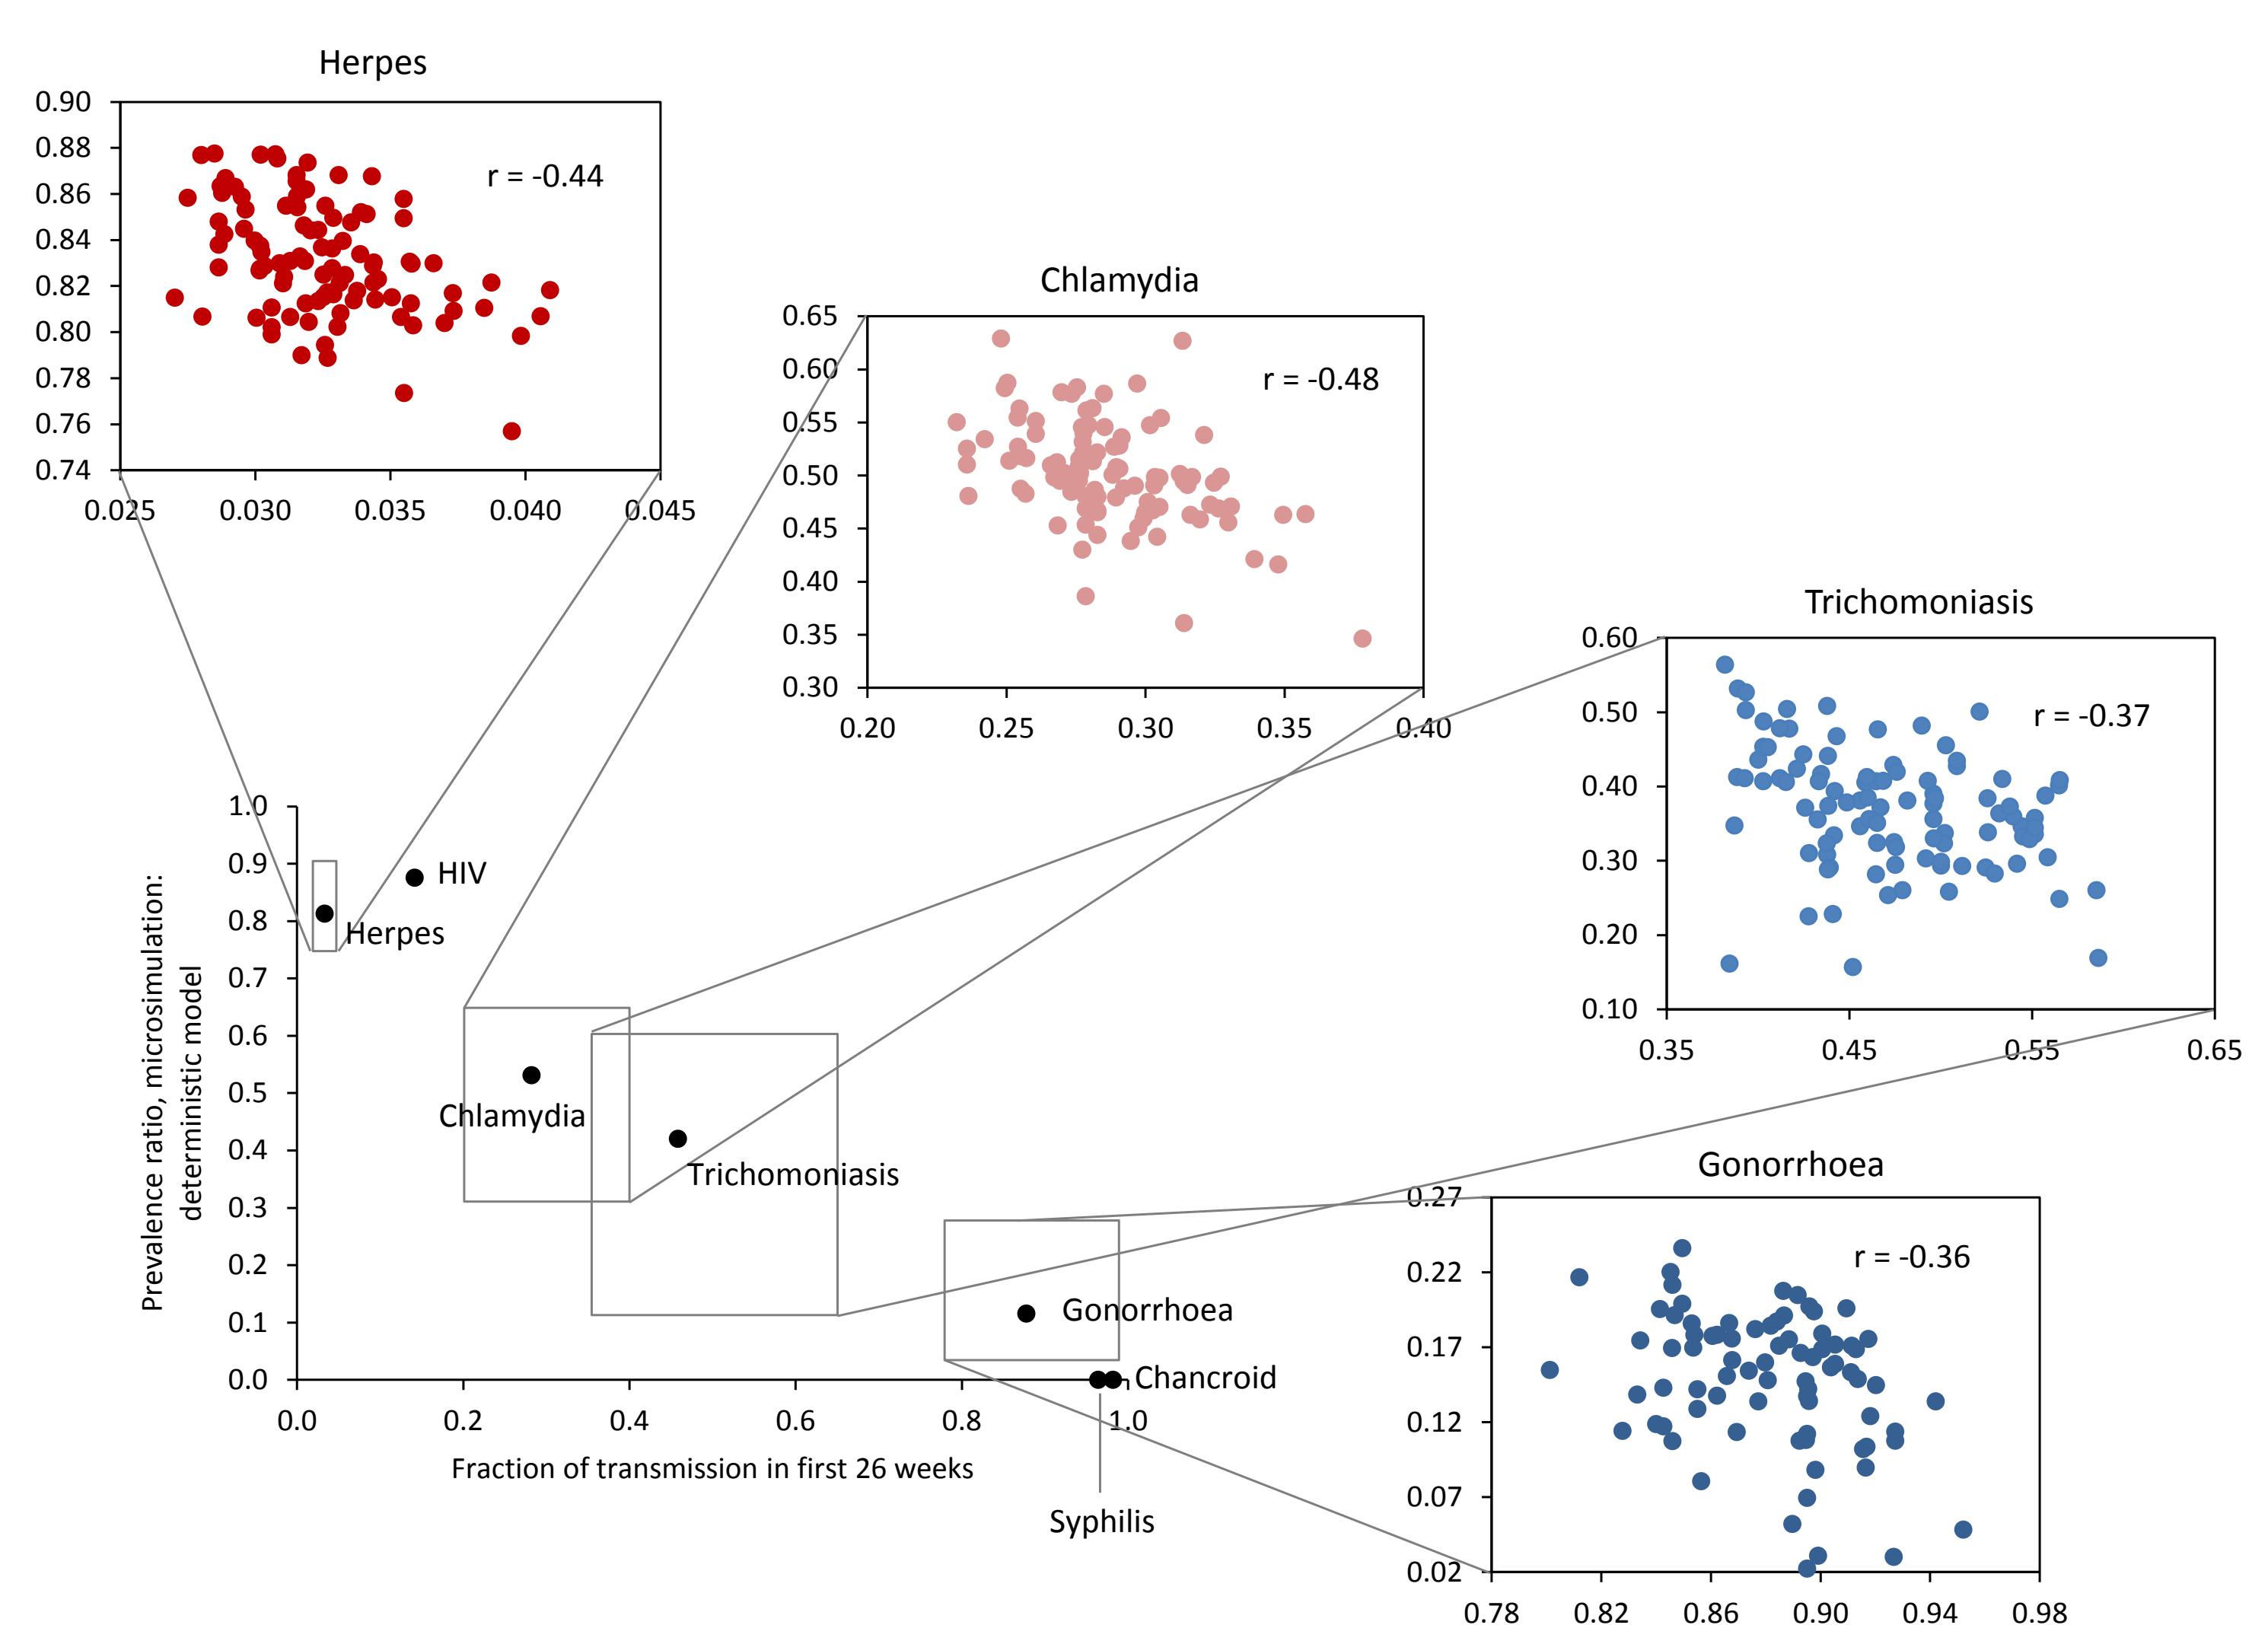 Herpes
0.90
0.88
r = -0.44
0.86
0.84
0.82
0.80
0.78
0.76
0.74
0.025 0.030 0.035 0.040 0.045
Chlamydia
0.65
0.60
r = -0.48
0.55
0.50
0.45
0.40
0.35
0.30
0.20 0.25 0.30 0.35 0.40
Trichomoniasis
0.60
0.50
r = -0.37
0.40
0.30
0.20
0.10
0.35 0.45 0.55 0.65
Prevalence ratio, microsimulation:
deterministic model
1.0
0.9
HIV
0.8
Herpes
0.7
0.6
0.5
Chlamydia
0.4
Trichomoniasis
0.3
0.2
0.1
Gonorrhoea
0.0
Chancroid
0.0 0.2 0.4 0.6 0.8 1.0
Fraction of transmission in first 26 weeks
Syphilis
Gonorrhoea
0.27
r = -0.36
0.22
0.17
0.12
0.07
0.02
0.78 0.82 0.86 0.90 0.94 0.98